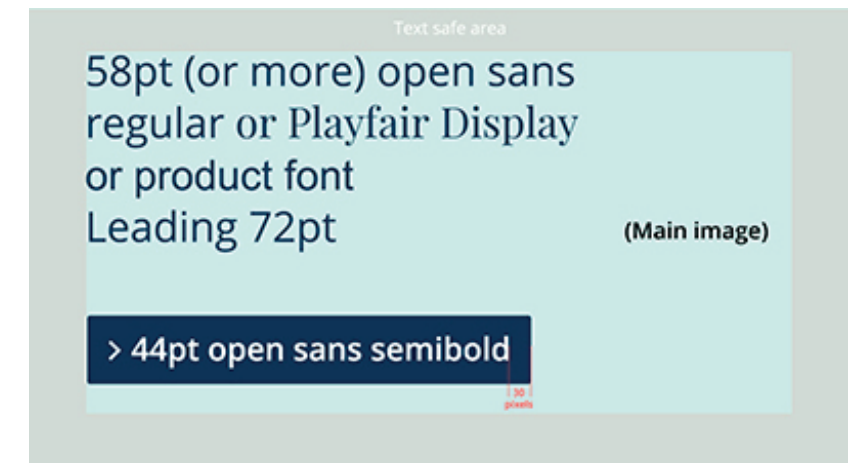 Text safe area
58pt (or more) open sans
regular or Playfair Display
or product font
Leading 72pt
(Main image)
> 44pt open sans semibold
30
pixels